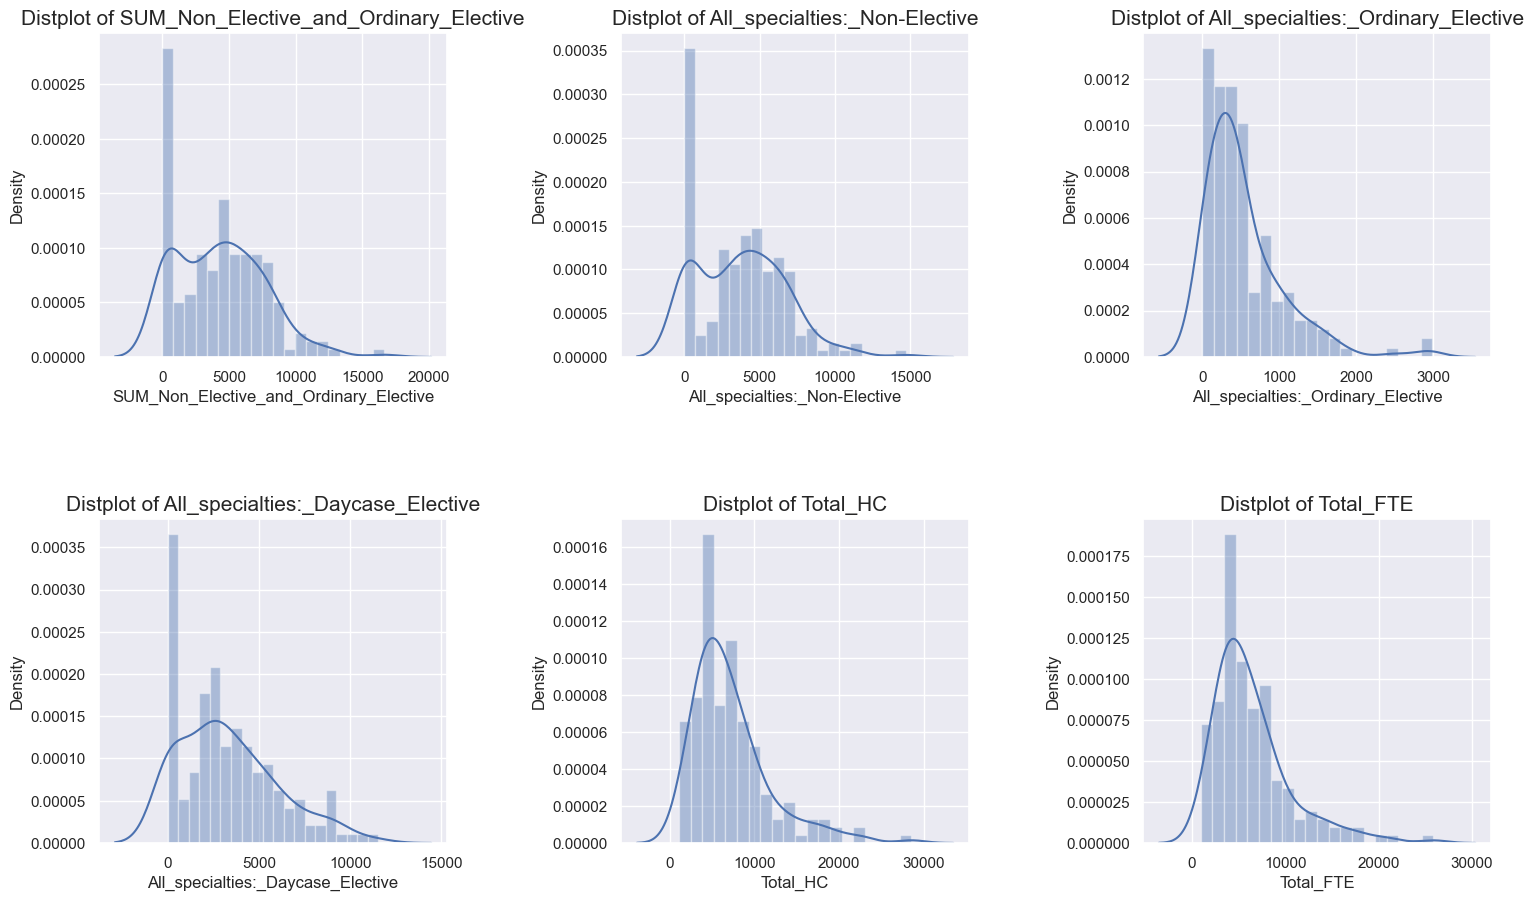 Distplot of SUM_Non_Elective_and_Ordinary_Elective
0.00025
0.00020
0.00015
0.00010
0.00005
0.00000
Density
0 5000 10000 15000 20000
SUM_Non_Elective_and_Ordinary_Elective
Distplot of All_specialties:_Non-Elective
0.00035
0.00030
0.00025
0.00020
0.00015
0.00010
0.00005
0.00000
Density
0 5000 10000 15000
All_specialties:_Non-Elective
Distplot of All_specialties:_Ordinary_Elective
0.0012
0.0010
0.0008
0.0006
0.0004
0.0002
0.0000
Density
0 1000 2000 3000
All_specialties:_Ordinary_Elective
Distplot of All_specialties:_Daycase_Elective
0.00035
0.00030
0.00025
0.00020
0.00015
0.00010
0.00005
0.00000
Density
0 5000 10000 15000
All_specialties:_Daycase_Elective
Distplot of Total_HC
0.00016
0.00014
0.00012
0.00010
0.00008
0.00006
0.00004
0.00002
0.00000
Density
0 10000 20000 30000
Total_HC
Distplot of Total_FTE
0.000175
0.000150
0.000125
0.000100
0.000075
0.000050
0.000025
0.000000
Density
0 10000 20000 30000
Total_FTE